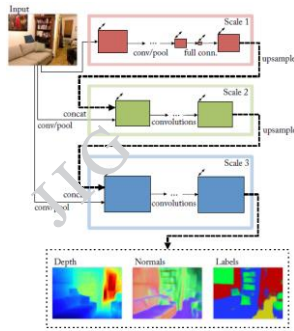 Input
Scale 1
conv/pool
full conn.
upsample
Scale 2
concat
conv/pool
convolutions
upsample
Scale 3
concat
conv/pool
convolutions
Depth
Normals
Labels
JIG